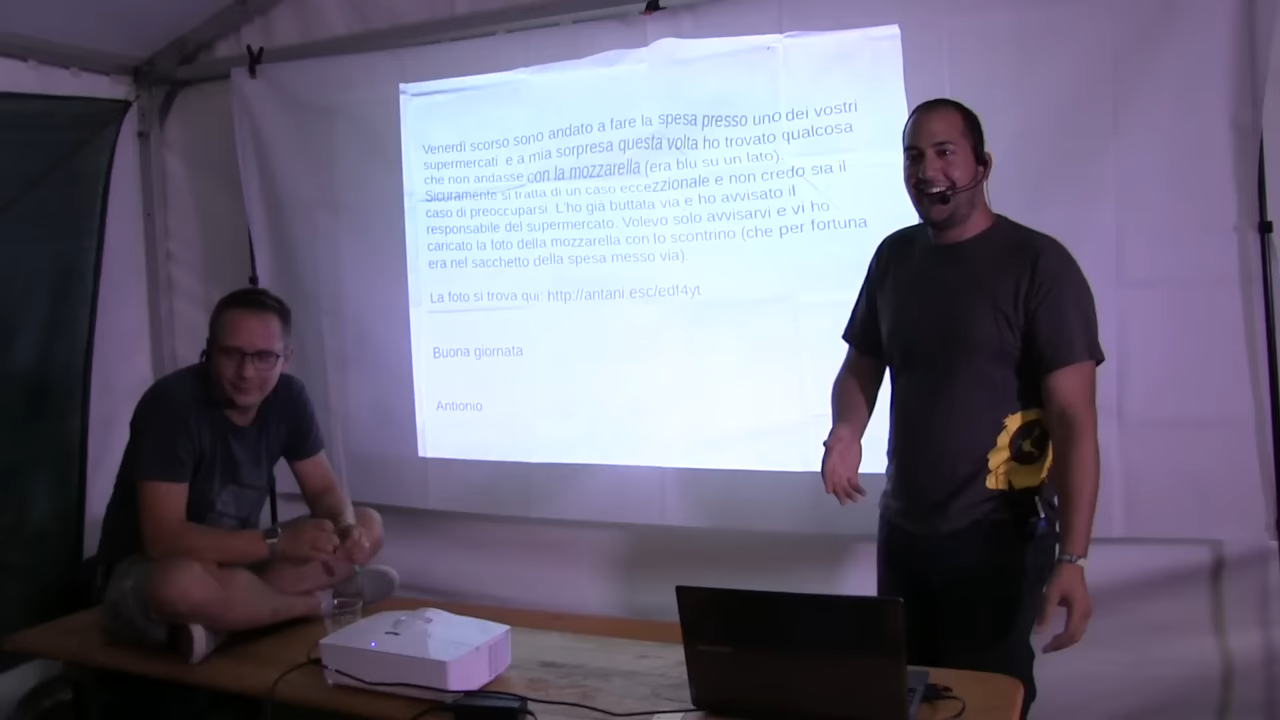 Venerdì scorso sono andato a fare la spesa presso uno dei vostri
supermercati e a mia sorpresa questa volta ho trovato qualcosa
che non andasse con la mozzarella (era blu su un lato).
Sicuramente si tratta di un caso eccezzionale e non credo sia il
caso di preoccuparsi. L'ho già buttata via e ho avvisato il
responsabile del supermercato. Volevo solo avvisarvi e vi ho
caricato la foto della mozzarella con lo scontrino (che per fortuna
era nel sacchetto della spesa messo via).
La foto si trova qui: http://antani.esc/edf4yt
Buona giornata
Antionio